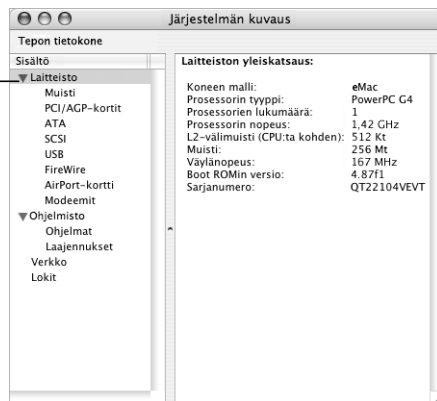 Järjestelmän kuvaus
Tepon tietokone
Sisältö
Laitteisto
Muisti
PCI/AGP-kortit
ATA
SCSI
USB
FireWire
AirPort-kortti
Modeemit
Ohjelmisto
Ohjelmat
Laajennukset
Verkko
Lokit
Laitteiston yleiskatsaus:
Koneen malli: eMac
Prosessorin tyyppi: PowerPC G4
Prosessorien lukumäärä: 1
Prosessorin nopeus: 1,42 GHz
L2-välimuisti (CPU:ta kohden): 512 Kt
Muisti: 256 Mt
Väylänopeus: 167 MHz
Boot ROMin versio: 4.87f1
Sarjanumero: QT22104VEVT